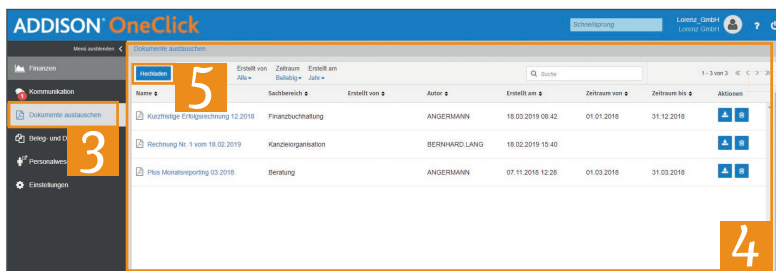 ADDISON OneClick
Schnellsprung
Lorenz_GmbH
Lorenz GmbH
?
Menü ausblenden
Dokumente austauschen
Finanzen
Kommunikation
1
Dokumente austauschen
3
Beleg- und D
Personalwes
Einstellungen
Hochladen
5
Erstellt von Zeitraum Erstellt am
Alle Beliebig Jahr
Suche
1 - 3 von 3
Name Sachbereich Erstellt von Autor Erstellt am Zeitraum von Zeitraum bis Aktionen
Kurzfristige Erfolgsrechnung 12.2018 Finanzbuchhaltung ANGERMANN 18.03.2019 08:42 01.01.2018 31.12.2018
Rechnung Nr. 1 vom 18.02.2019 Kanzleiorganisation BERNHARD.LANG 18.02.2019 15:40
Plus Monatsreporting 03.2018 Beratung ANGERMANN 07.11.2018 12:28 01.03.2018 31.03.2018
4